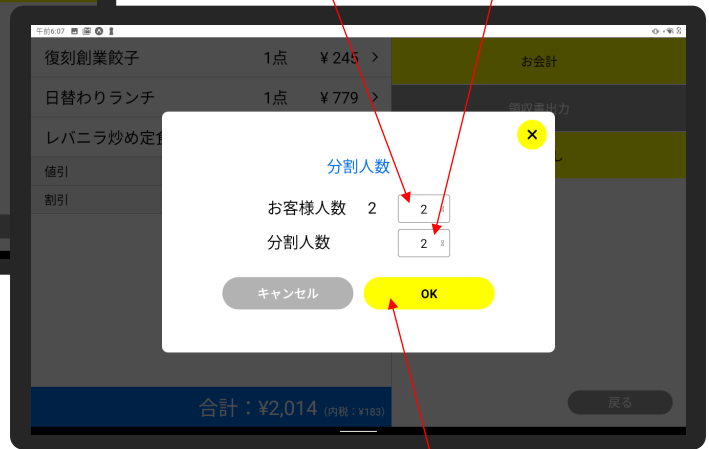 午前6:07
復刻創業餃子 1点 ¥ 245 >
お会計
日替わりランチ 1点 ¥ 779 >
領収書出力
レバニラ炒め定食
値引
割引
分割人数
お客様人数 2 2
分割人数 2
キャンセル OK
合計：¥2,014 (内税：¥183)
戻る